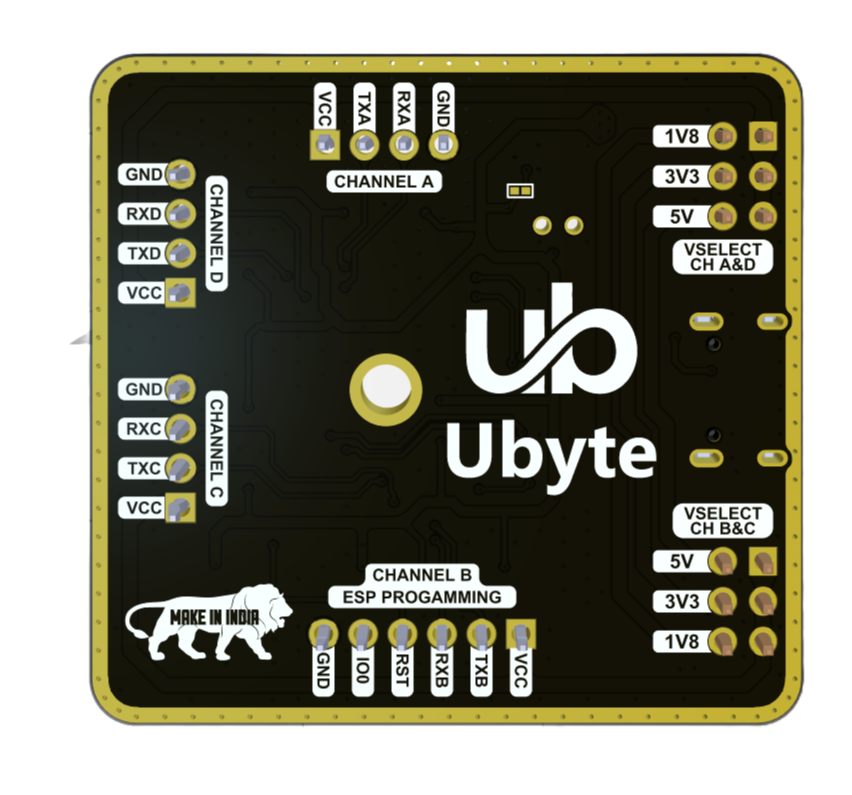 VCC
TXA
RXA
GND
CHANNEL A
1V8
3V3
5V
VSELECT
CH A&D
GND
RXD
TXD
VCC
CHANNEL D
ub
Ubyte
GND
RXC
TXC
VCC
CHANNEL C
VSELECT
CH B&C
5V
3V3
1V8
CHANNEL B
ESP PROGAMMING
GND
IO0
RST
RXB
TXB
VCC
MAKE IN INDIA